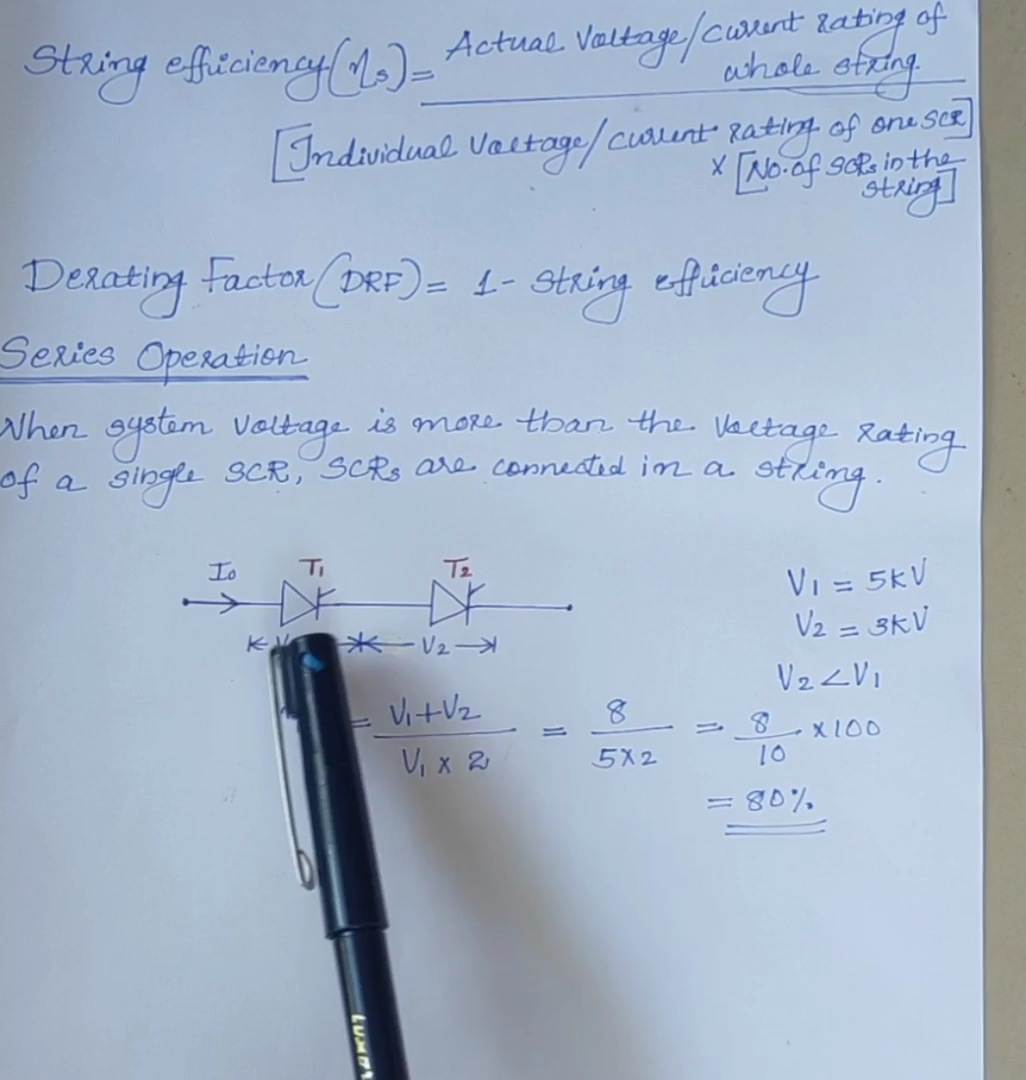 String efficiency(ηs)= Actual Voltage/current rating of
whole string
[Individual Voltage/current rating of one SCR]
x [No. of SCRs in the
string]
Derating Factor (DRF) = 1- String efficiency
Series Operation
When system voltage is more than the voltage rating
of a single SCR, SCRs are connected in a string.
Io T1 T2
V2
V1 = 5kV
V2 = 3kV
V2 < V1
= V1+V2 / V1 x 2 = 8 / 5x2 = 8 / 10 x100
= 80%